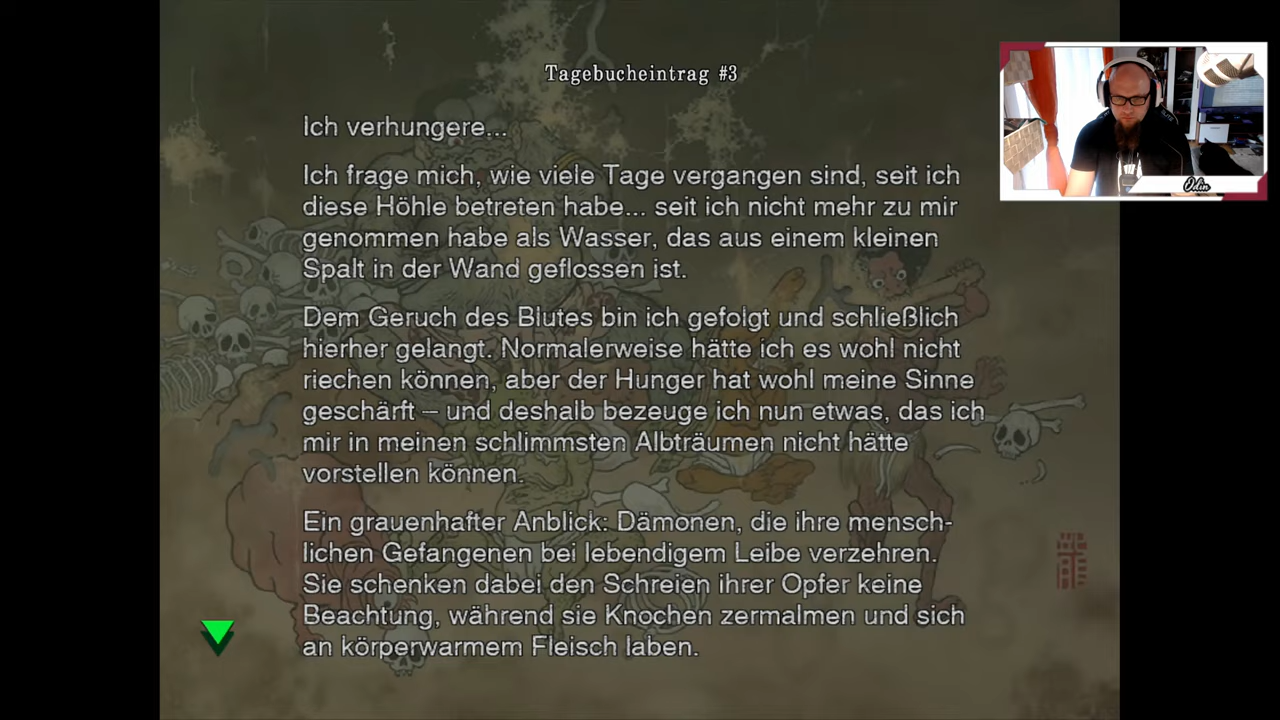 Tagebucheintrag #3
Ich verhungere...
Ich frage mich, wie viele Tage vergangen sind, seit ich
diese Höhle betreten habe... seit ich nicht mehr zu mir
genommen habe als Wasser, das aus einem kleinen
Spalt in der Wand geflossen ist.
Dem Geruch des Blutes bin ich gefolgt und schließlich
hierher gelangt. Normalerweise hätte ich es wohl nicht
riechen können, aber der Hunger hat wohl meine Sinne
geschärft – und deshalb bezeuge ich nun etwas, das ich
mir in meinen schlimmsten Albträumen nicht hätte
vorstellen können.
Ein grauenhafter Anblick: Dämonen, die ihre mensch-
lichen Gefangenen bei lebendigem Leibe verzehren.
Sie schenken dabei den Schreien ihrer Opfer keine
Beachtung, während sie Knochen zermalmen und sich
an körperwarmem Fleisch laben.
Odin